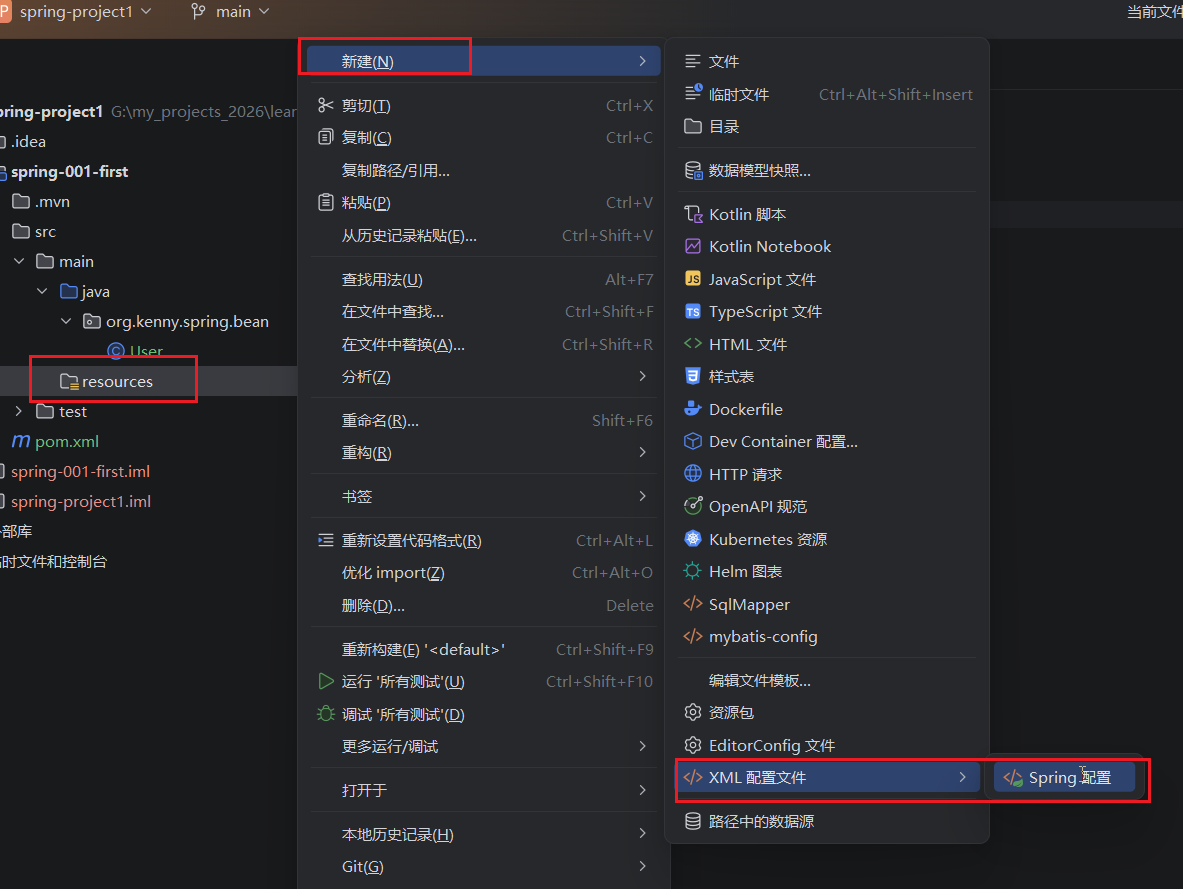 P spring-project1 main 当前文件
pring-project1 G:\my_projects_2026\lear
.idea
spring-001-first
.mvn
src
main
java
org.kenny.spring.bean
User
resources
test
m pom.xml
spring-001-first.iml
spring-project1.iml
部库
时文件和控制台
新建(N)
剪切(T) Ctrl+X
复制(C) Ctrl+C
复制路径/引用...
粘贴(P) Ctrl+V
从历史记录粘贴(E)... Ctrl+Shift+V
查找用法(U) Alt+F7
在文件中查找... Ctrl+Shift+F
在文件中替换(A)... Ctrl+Shift+R
分析(Z)
重命名(R)... Shift+F6
重构(R)
书签
重新设置代码格式(R) Ctrl+Alt+L
优化 import(Z) Ctrl+Alt+O
删除(D)... Delete
重新构建(E) '<default>' Ctrl+Shift+F9
运行 '所有测试'(U) Ctrl+Shift+F10
调试 '所有测试'(D)
更多运行/调试
打开于
本地历史记录(H)
Git(G)
文件
临时文件 Ctrl+Alt+Shift+Insert
目录
数据模型快照...
Kotlin 脚本
Kotlin Notebook
JS JavaScript 文件
TS TypeScript 文件
HTML 文件
样式表
Dockerfile
Dev Container 配置...
HTTP 请求
OpenAPI 规范
Kubernetes 资源
Helm 图表
SqlMapper
mybatis-config
编辑文件模板...
资源包
EditorConfig 文件
XML 配置文件
Spring 配置
路径中的数据源